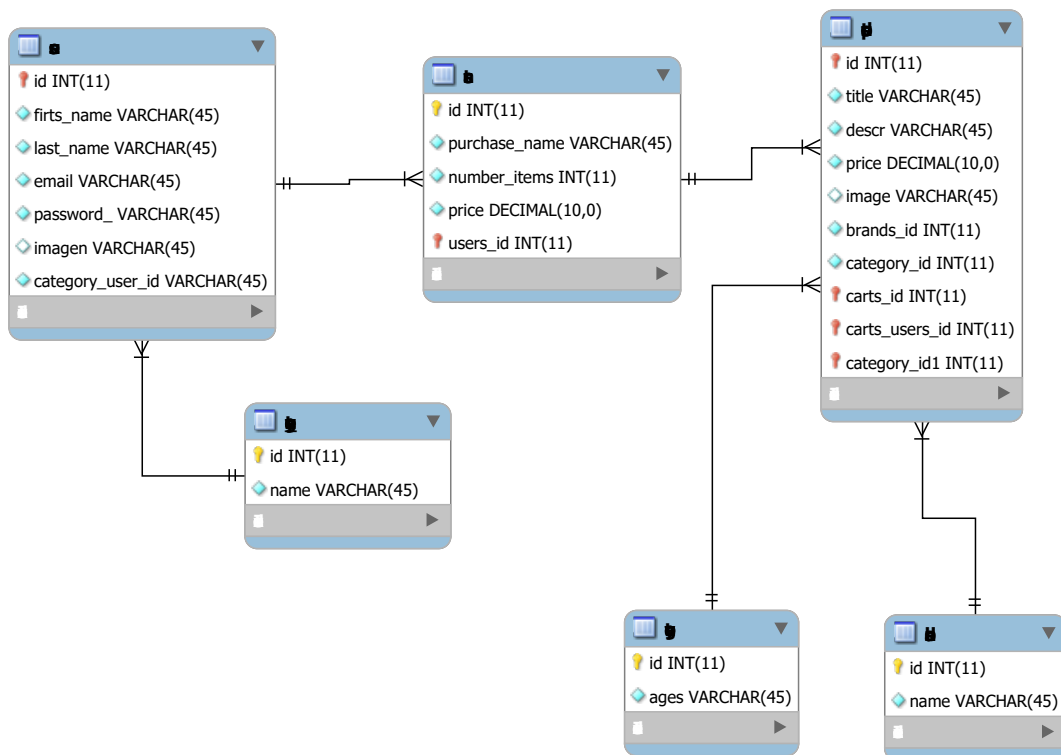 id INT(11)
firts_name VARCHAR(45)
last_name VARCHAR(45)
email VARCHAR(45)
password_ VARCHAR(45)
imagen VARCHAR(45)
category_user_id VARCHAR(45)
id INT(11)
purchase_name VARCHAR(45)
number_items INT(11)
price DECIMAL(10,0)
users_id INT(11)
id INT(11)
title VARCHAR(45)
descr VARCHAR(45)
price DECIMAL(10,0)
image VARCHAR(45)
brands_id INT(11)
category_id INT(11)
carts_id INT(11)
carts_users_id INT(11)
category_id1 INT(11)
id INT(11)
name VARCHAR(45)
id INT(11)
ages VARCHAR(45)
id INT(11)
name VARCHAR(45)